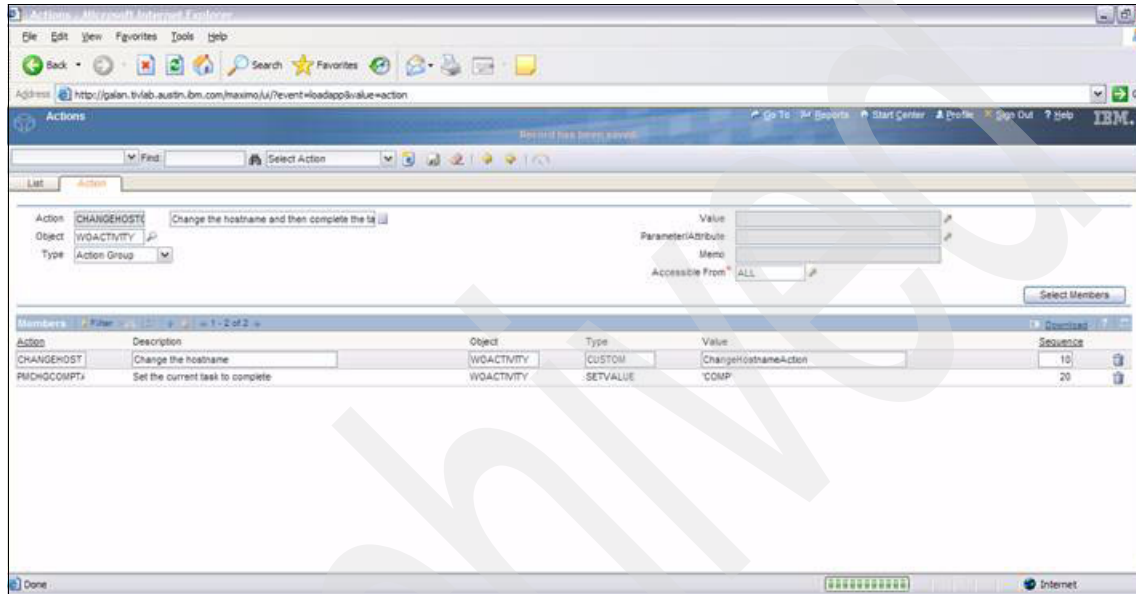 Actions - Microsoft Internet Explorer
File Edit View Favorites Tools Help
Back Search Favorites
Address http://galan.tivlab.austin.ibm.com/maximo/ui/?event=loadapp&value=action
Actions Go To Reports Start Center Profile Sign Out ? Help IBM.
Record has been saved.
Find: Select Action
List Action
Action CHANGEHOST Change the hostname and then complete the ta Value
Object WOACTIVITY Parameter/Attribute
Type Action Group Memo
Accessible From * ALL
Select Members
Members Filter 1 - 2 of 2 Download ?
Action Description Object Type Value Sequence
CHANGEHOST Change the hostname WOACTIVITY CUSTOM ChangeHostnameAction 10
PMCHGCOMPT Set the current task to complete WOACTIVITY SETVALUE 'COMP' 20
Done Internet